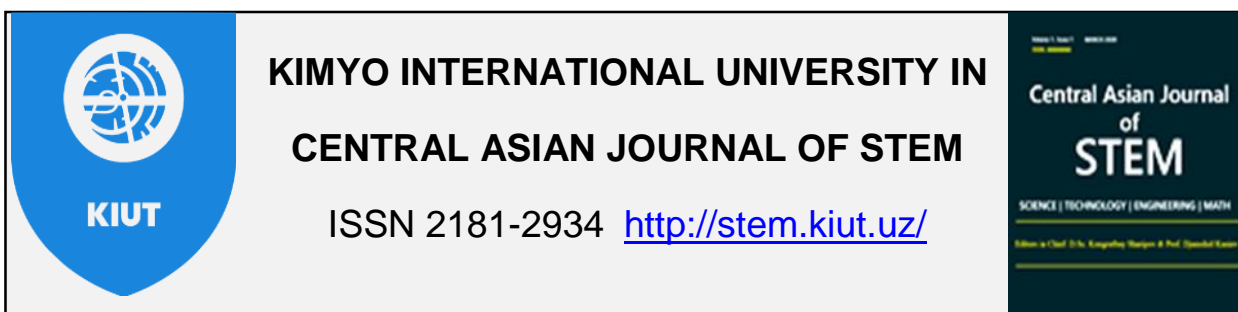 KIUT
KIMYO INTERNATIONAL UNIVERSITY IN
CENTRAL ASIAN JOURNAL OF STEM
ISSN 2181-2934 http://stem.kiut.uz/
Central Asian Journal
of
STEM
SCIENCE | TECHNOLOGY | ENGINEERING | MATH